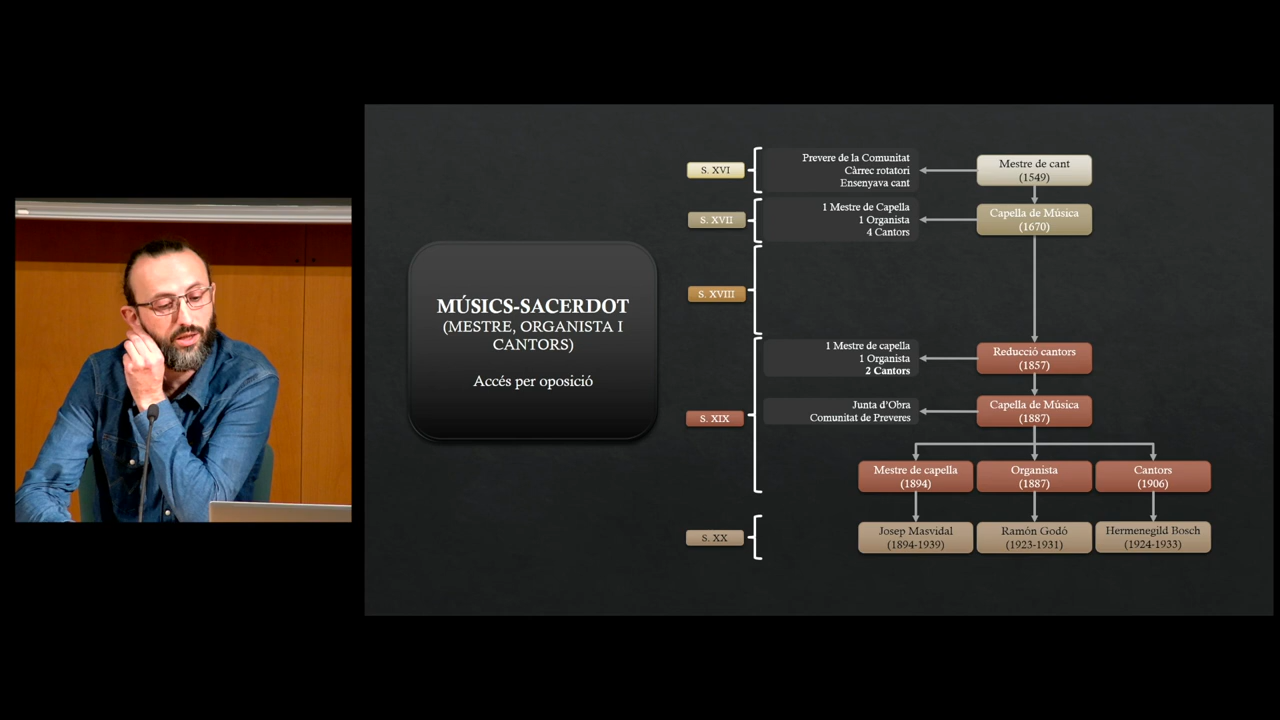 MÚSICS-SACERDOT
(MESTRE, ORGANISTA I
CANTORS)
Accés per oposició
S. XVI
Prevere de la Comunitat
Càrrec rotatori
Ensenyava cant
Mestre de cant
(1549)
S. XVII
1 Mestre de Capella
1 Organista
4 Cantors
Capella de Música
(1670)
S. XVIII
S. XIX
1 Mestre de capella
1 Organista
2 Cantors
Reducció cantors
(1857)
Junta d'Obra
Comunitat de Preveres
Capella de Música
(1887)
Mestre de capella
(1894)
Organista
(1887)
Cantors
(1906)
S. XX
Josep Masvidal
(1894-1939)
Ramón Godó
(1923-1931)
Hermenegild Bosch
(1924-1933)